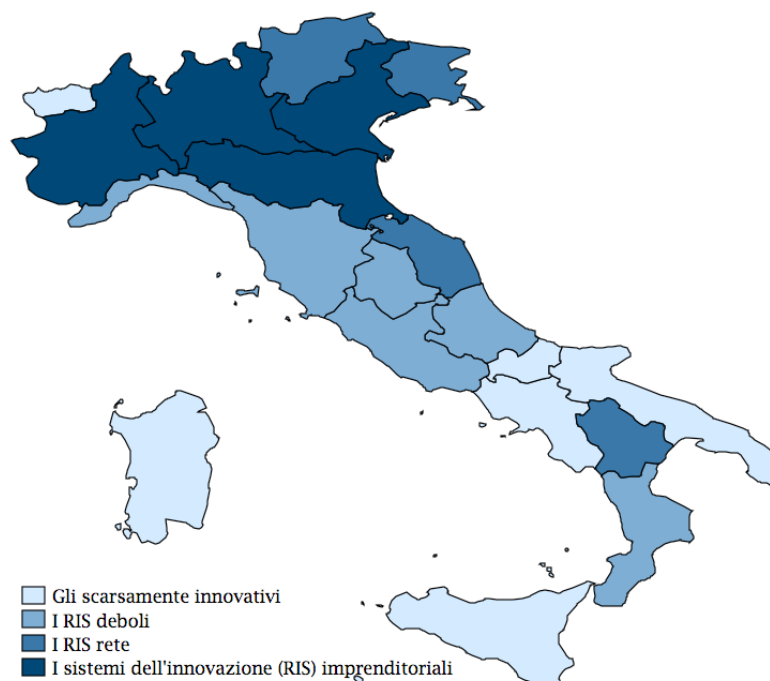 Gli scarsamente innovativi
I RIS deboli
I RIS rete
I sistemi dell'innovazione (RIS) imprenditoriali